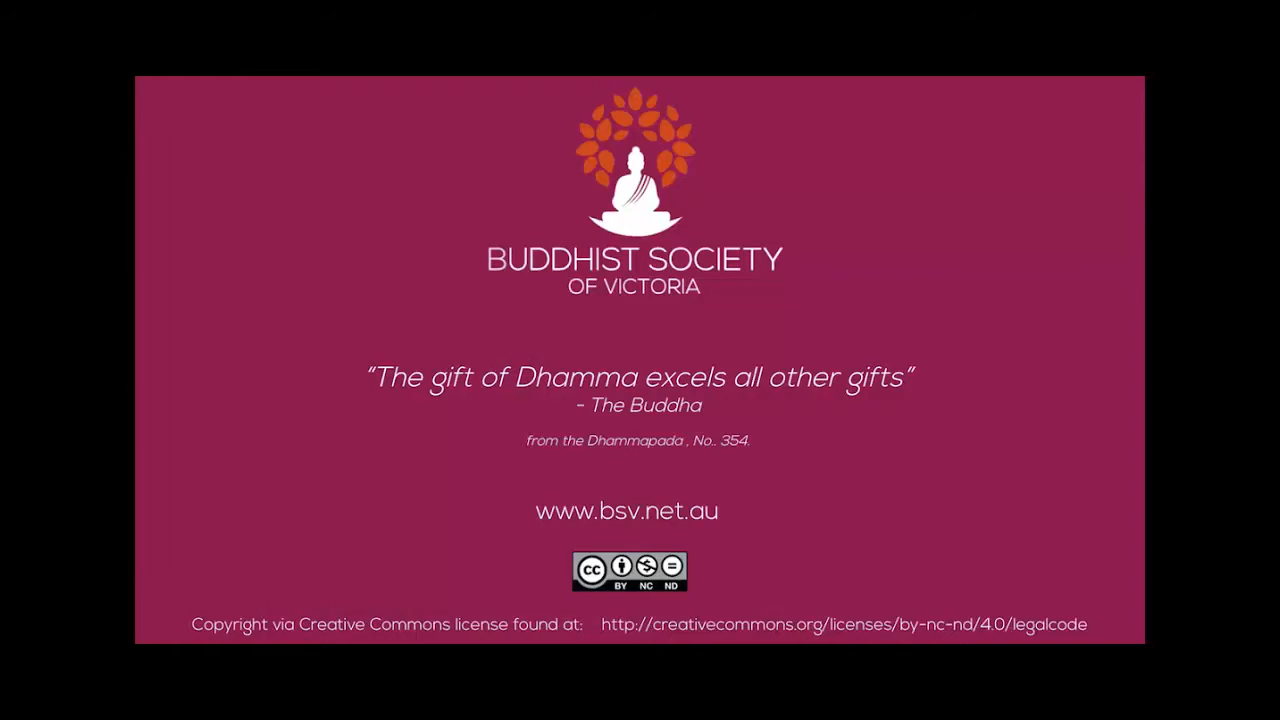 BUDDHIST SOCIETY
OF VICTORIA
“The gift of Dhamma excels all other gifts”
- The Buddha
from the Dhammapada , No.. 354.
www.bsv.net.au
cc BY NC ND
Copyright via Creative Commons license found at: http://creativecommons.org/licenses/by-nc-nd/4.0/legalcode